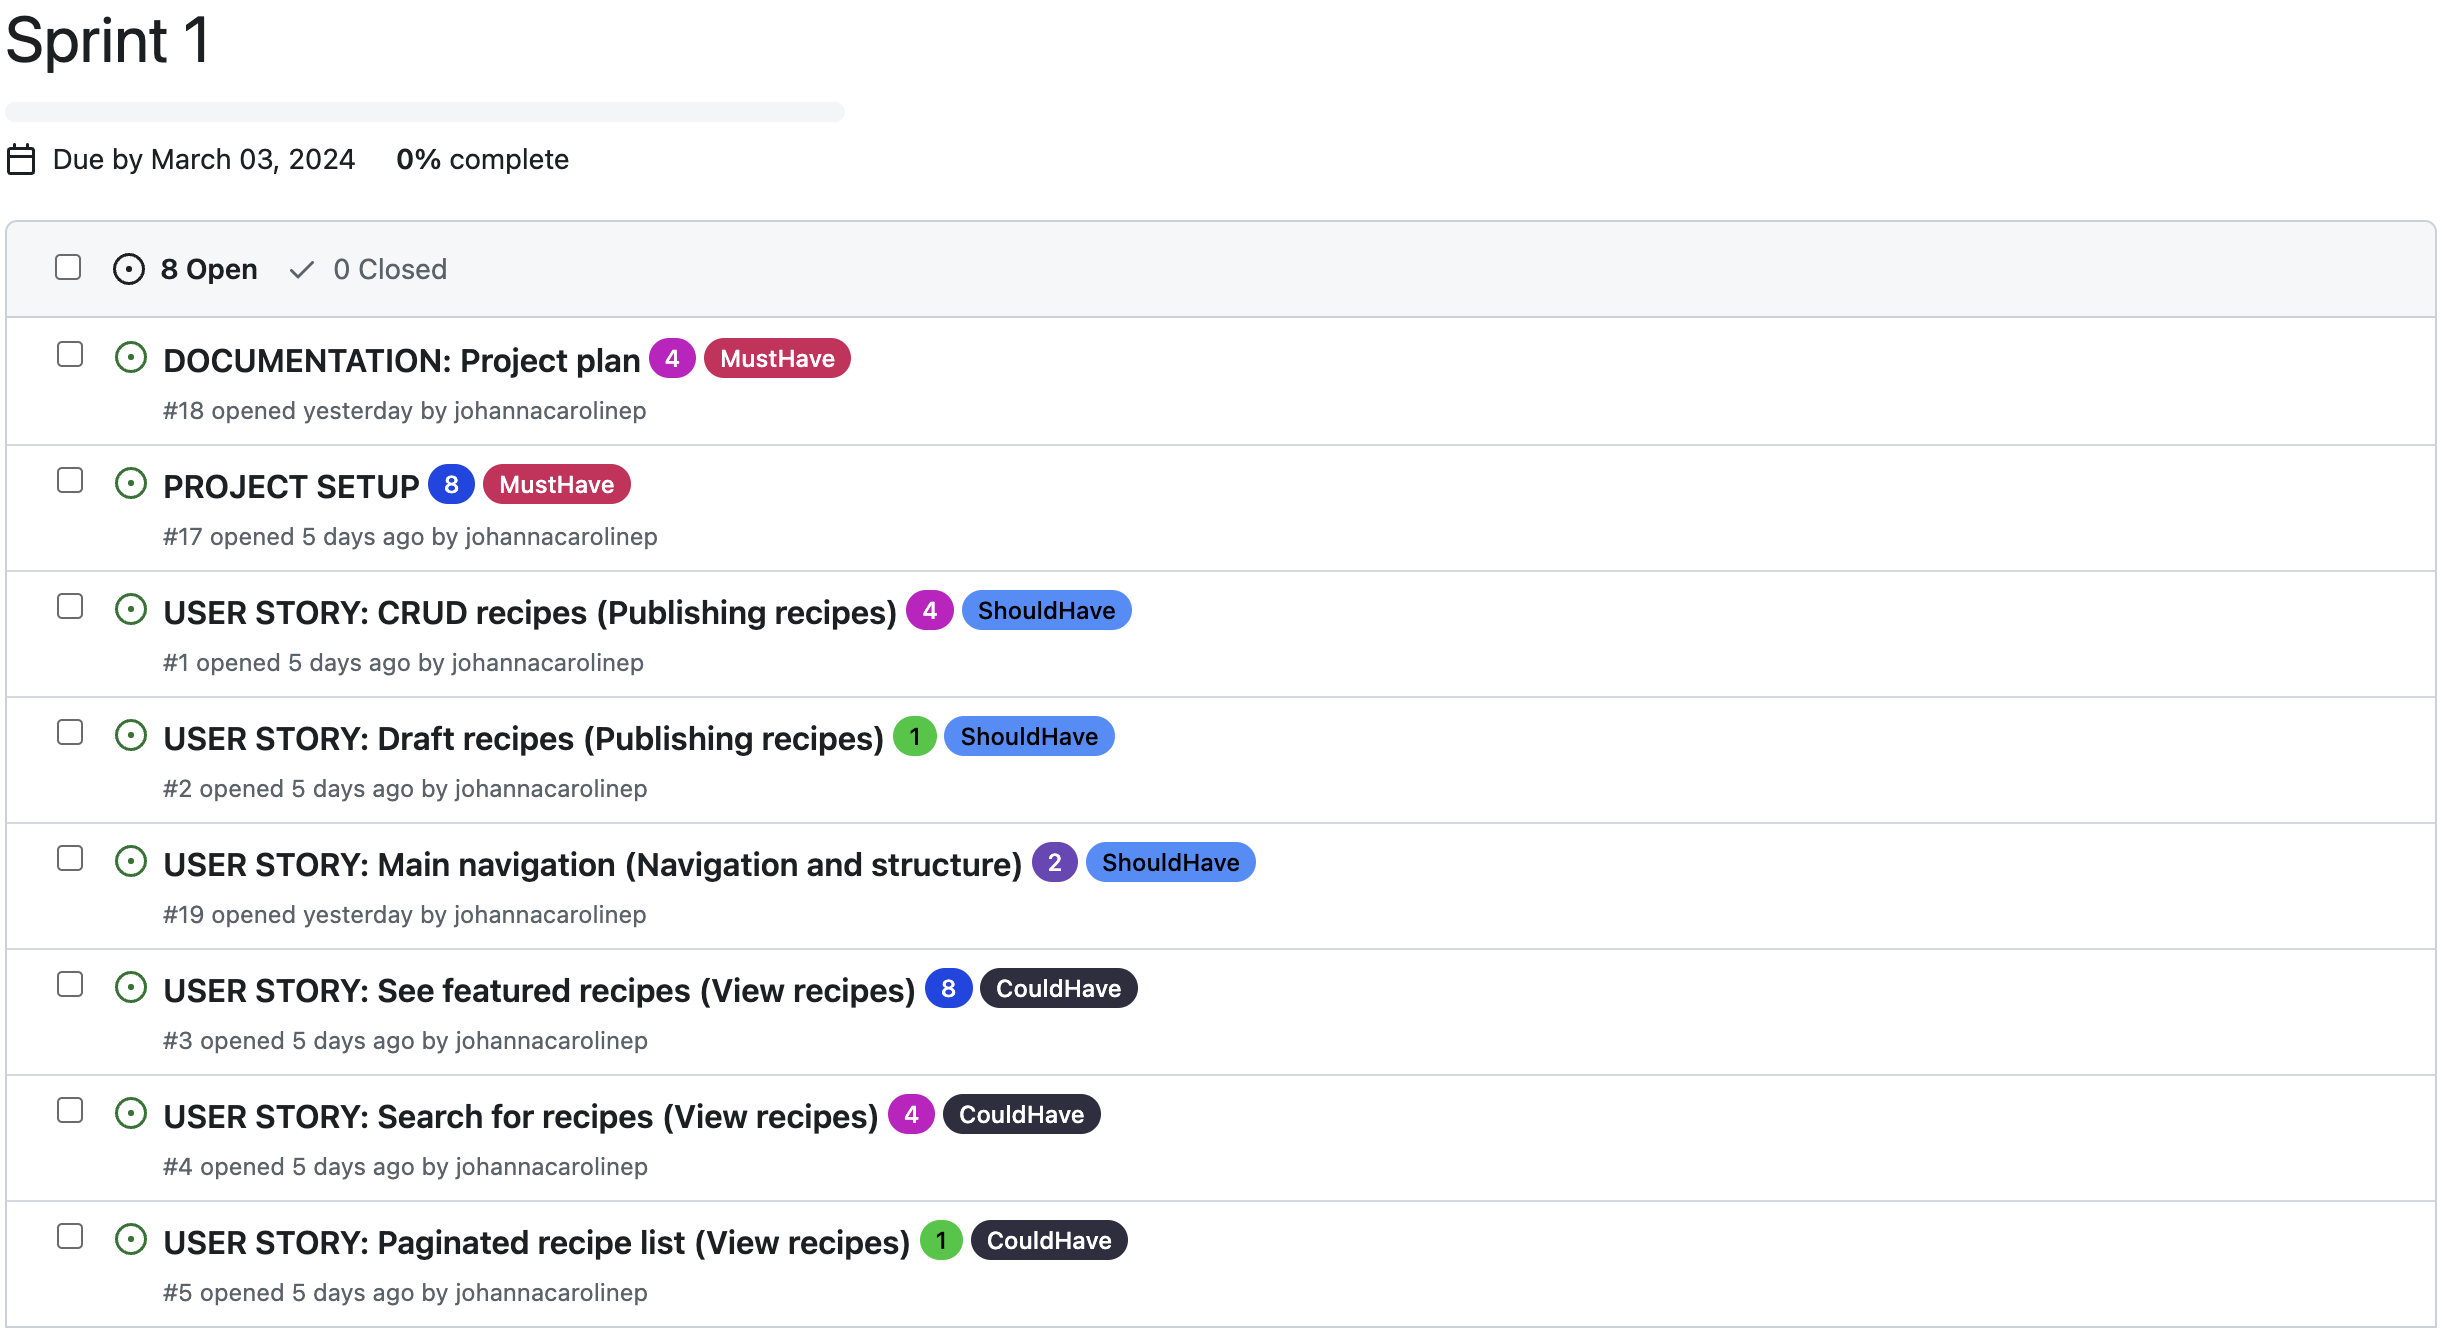 Sprint 1
Due by March 03, 2024 0% complete
8 Open 0 Closed
DOCUMENTATION: Project plan 4 MustHave
#18 opened yesterday by johannacarolinep
PROJECT SETUP 8 MustHave
#17 opened 5 days ago by johannacarolinep
USER STORY: CRUD recipes (Publishing recipes) 4 ShouldHave
#1 opened 5 days ago by johannacarolinep
USER STORY: Draft recipes (Publishing recipes) 1 ShouldHave
#2 opened 5 days ago by johannacarolinep
USER STORY: Main navigation (Navigation and structure) 2 ShouldHave
#19 opened yesterday by johannacarolinep
USER STORY: See featured recipes (View recipes) 8 CouldHave
#3 opened 5 days ago by johannacarolinep
USER STORY: Search for recipes (View recipes) 4 CouldHave
#4 opened 5 days ago by johannacarolinep
USER STORY: Paginated recipe list (View recipes) 1 CouldHave
#5 opened 5 days ago by johannacarolinep